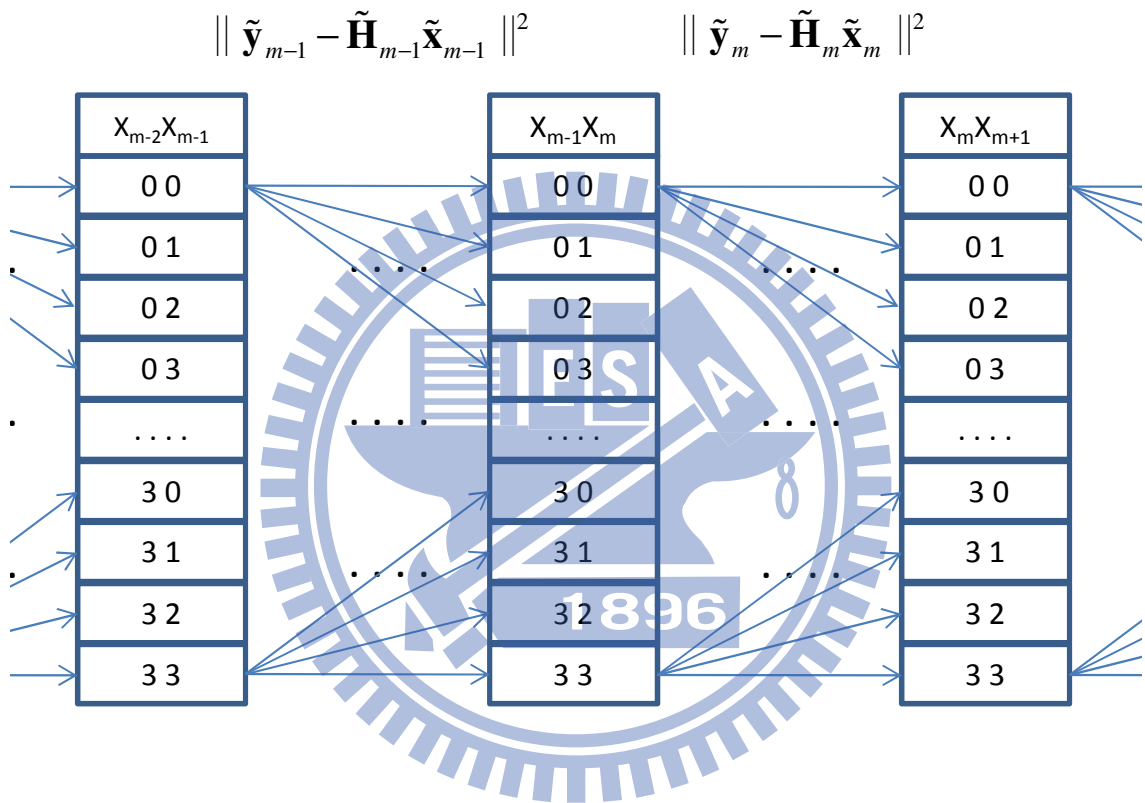 || ỹ_{m−1} − H̃_{m−1} x̃_{m−1} ||² || ỹ_m − H̃_m x̃_m ||²
X_{m-2}X_{m-1} X_{m-1}X_m X_mX_{m+1}
0 0 0 0 0 0
0 1 0 1 0 1
. . . . . . . .
0 2 0 2 0 2
0 3 0 3 0 3
ESA
. . . . . . . . . . . . . . . . . . . .
3 0 3 0 3 0
8
3 1 3 1 3 1
. . . . . . . .
3 2 3 2 3 2
1896
3 3 3 3 3 3